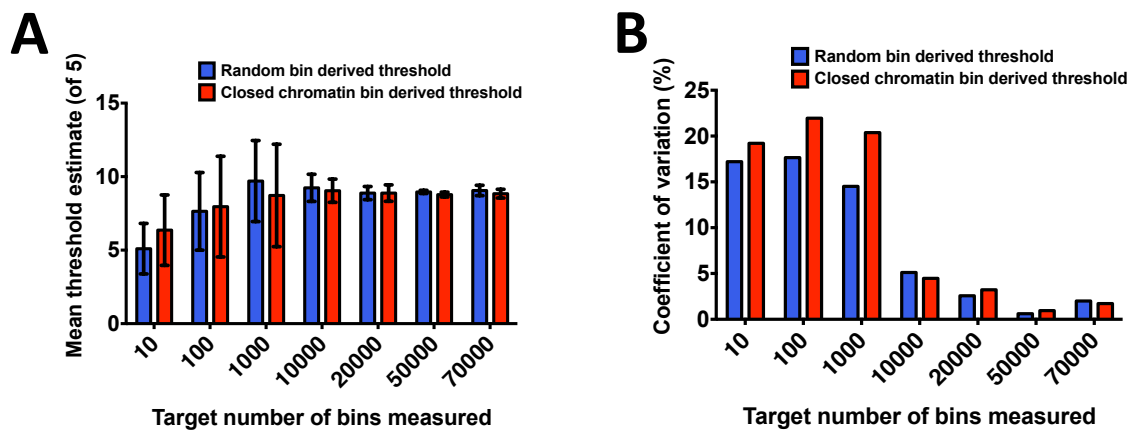 A
Random bin derived threshold
Closed chromatin bin derived threshold
Mean threshold estimate (of 5)
15
10
5
0
10
100
1000
10000
20000
50000
70000
Target number of bins measured
B
Random bin derived threshold
Closed chromatin bin derived threshold
Coefficient of variation (%)
25
20
15
10
5
0
10
100
1000
10000
20000
50000
70000
Target number of bins measured